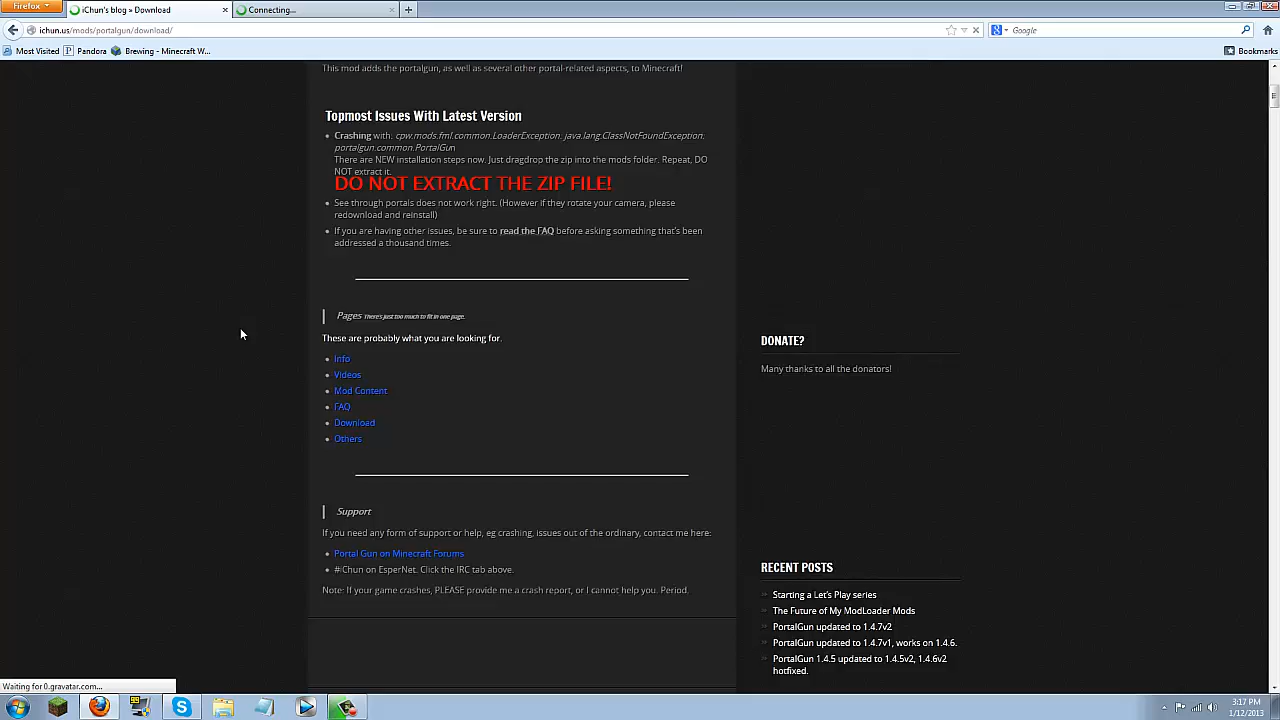 Firefox
iChun's blog » Download
Connecting...
ichun.us/mods/portalgun/download/
Google
Most Visited
Pandora
Brewing - Minecraft W...
Bookmarks
This mod adds the portalgun, as well as several other portal-related aspects, to Minecraft!
Topmost Issues With Latest Version
Crashing with: cpw.mods.fml.common.LoaderException: java.lang.ClassNotFoundException:
portalgun.common.PortalGun
There are NEW installation steps now. Just dragdrop the zip into the mods folder. Repeat, DO
NOT extract it.
DO NOT EXTRACT THE ZIP FILE!
See through portals does not work right. (However if they rotate your camera, please
redownload and reinstall)
If you are having other issues, be sure to read the FAQ before asking something that's been
addressed a thousand times.
Pages There's just too much to fit in one page.
These are probably what you are looking for.
Info
Videos
Mod Content
FAQ
Download
Others
Support
If you need any form of support or help, eg crashing, issues out of the ordinary, contact me here:
Portal Gun on Minecraft Forums
#iChun on EsperNet. Click the IRC tab above.
Note: If your game crashes, PLEASE provide me a crash report, or I cannot help you. Period.
DONATE?
Many thanks to all the donators!
RECENT POSTS
Starting a Let's Play series
The Future of My ModLoader Mods
PortalGun updated to 1.4.7v2
PortalGun updated to 1.4.7v1, works on 1.4.6.
PortalGun 1.4.5 updated to 1.4.5v2, 1.4.6v2
hotfixed.
Waiting for 0.gravatar.com...
3:17 PM
1/12/2013